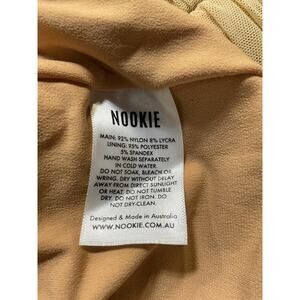 NOOKIE
MAIN: 92% NYLON 8% LYCRA
LINING: 95% POLYESTER
5% SPANDEX
HAND WASH SEPARATELY
IN COLD WATER.
DO NOT SOAK, BLEACH OR
WRING. DRY WITHOUT DELAY
AWAY FROM DIRECT SUNLIGHT
OR HEAT. DO NOT TUMBLE
DRY. DO NOT IRON. DO
NOT DRY-CLEAN.
Designed & Made in Australia
WWW.NOOKIE.COM.AU